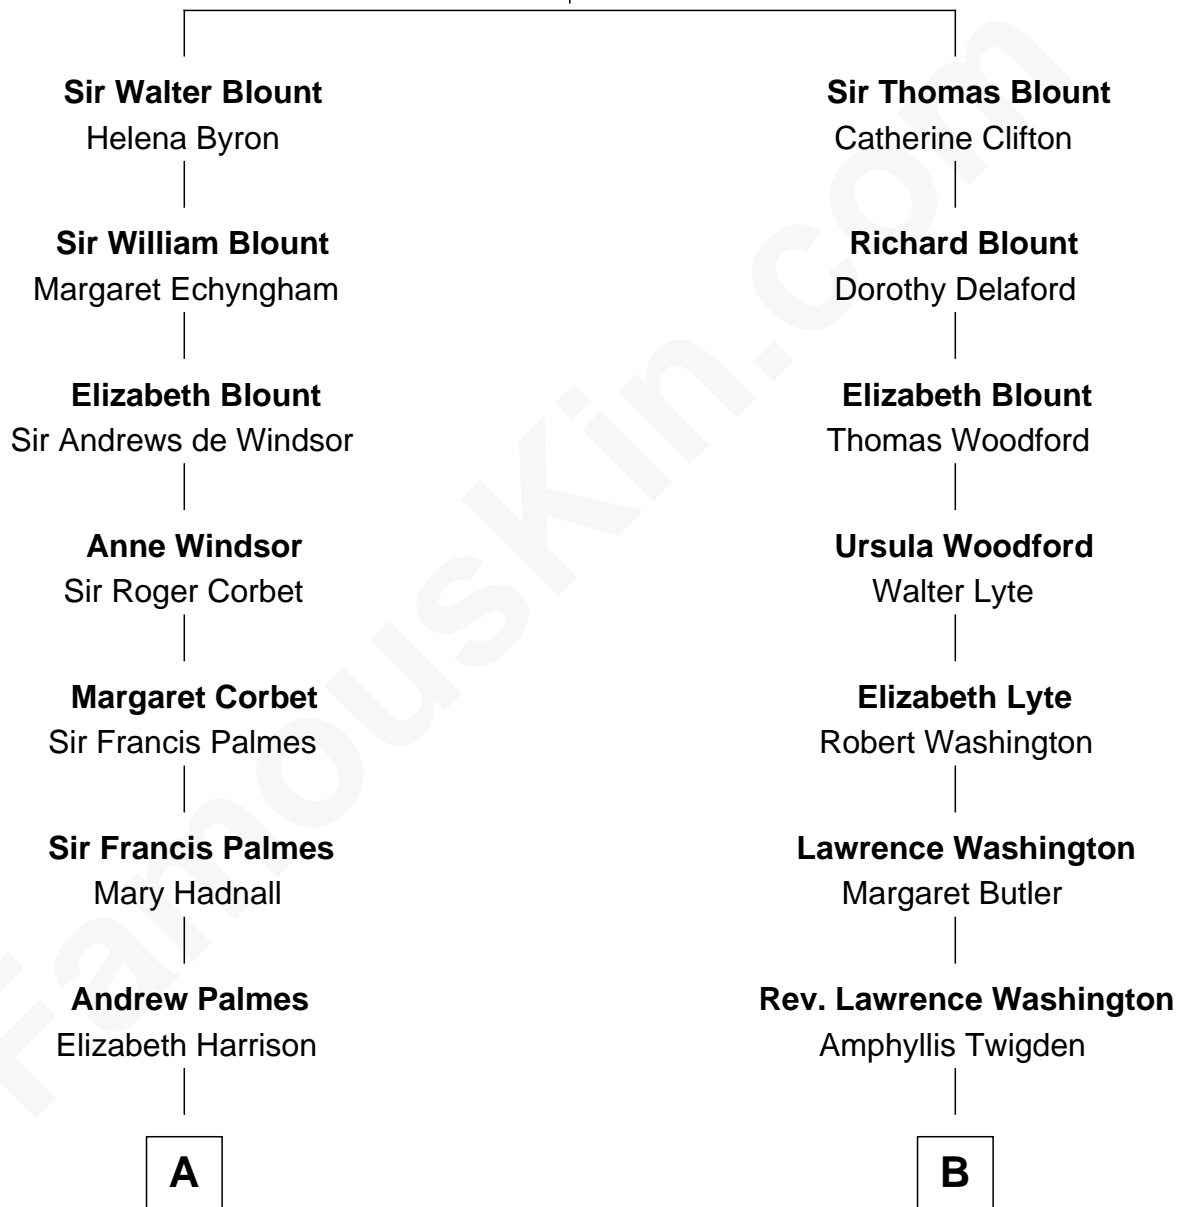 Sir Walter Blount
Helena Byron
Sir William Blount
Margaret Echyngham
Elizabeth Blount
Sir Andrews de Windsor
Anne Windsor
Sir Roger Corbet
Margaret Corbet
Sir Francis Palmes
Sir Francis Palmes
Mary Hadnall
Andrew Palmes
Elizabeth Harrison
A
Sir Thomas Blount
Catherine Clifton
Richard Blount
Dorothy Delaford
Elizabeth Blount
Thomas Woodford
Ursula Woodford
Walter Lyte
Elizabeth Lyte
Robert Washington
Lawrence Washington
Margaret Butler
Rev. Lawrence Washington
Amphyllis Twigden
B
FamousKin.com